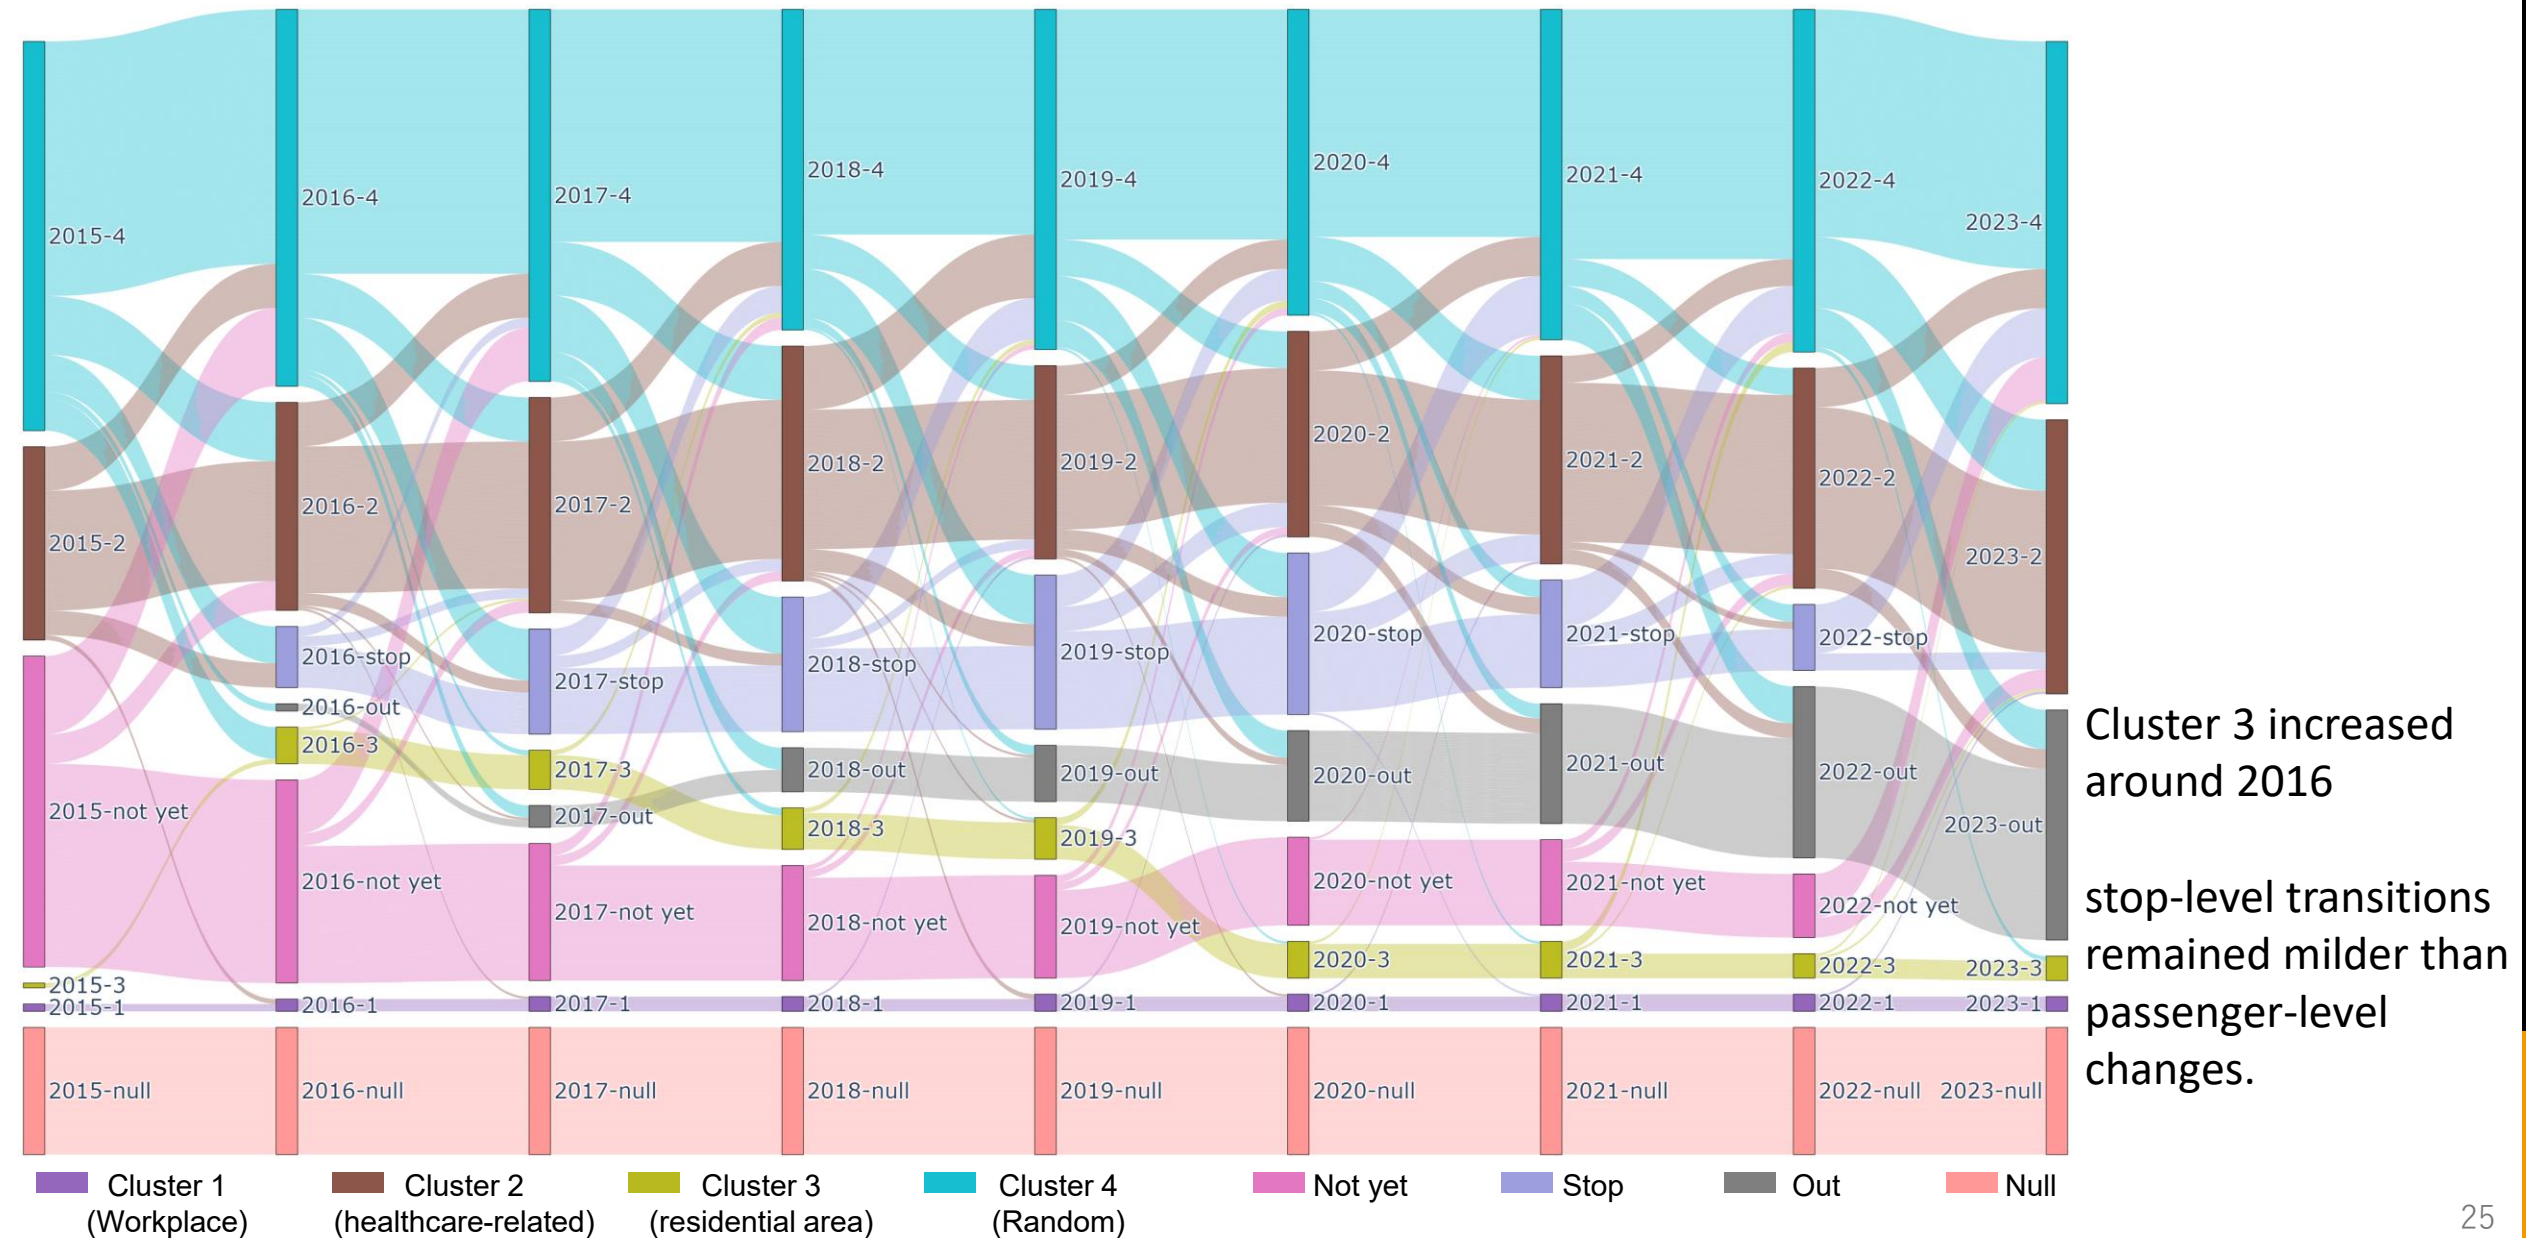 2015-4
2015-2
2015-not yet
2015-3
2015-1
2015-null
2016-4
2016-2
2016-stop
2016-out
2016-3
2016-not yet
2016-1
2016-null
2017-4
2017-2
2017-stop
2017-3
2017-out
2017-not yet
2017-1
2017-null
2018-4
2018-2
2018-stop
2018-out
2018-3
2018-not yet
2018-1
2018-null
2019-4
2019-2
2019-stop
2019-out
2019-3
2019-not yet
2019-1
2019-null
2020-4
2020-2
2020-stop
2020-out
2020-not yet
2020-3
2020-1
2020-null
2021-4
2021-2
2021-stop
2021-out
2021-not yet
2021-3
2021-1
2021-null
2022-4
2022-2
2022-stop
2022-out
2022-not yet
2022-3
2022-1
2022-null
2023-4
2023-2
2023-out
2023-3
2023-1
2023-null
Cluster 3 increased
around 2016
stop-level transitions
remained milder than
passenger-level
changes.
Cluster 1
(Workplace)
Cluster 2
(healthcare-related)
Cluster 3
(residential area)
Cluster 4
(Random)
Not yet
Stop
Out
Null
25